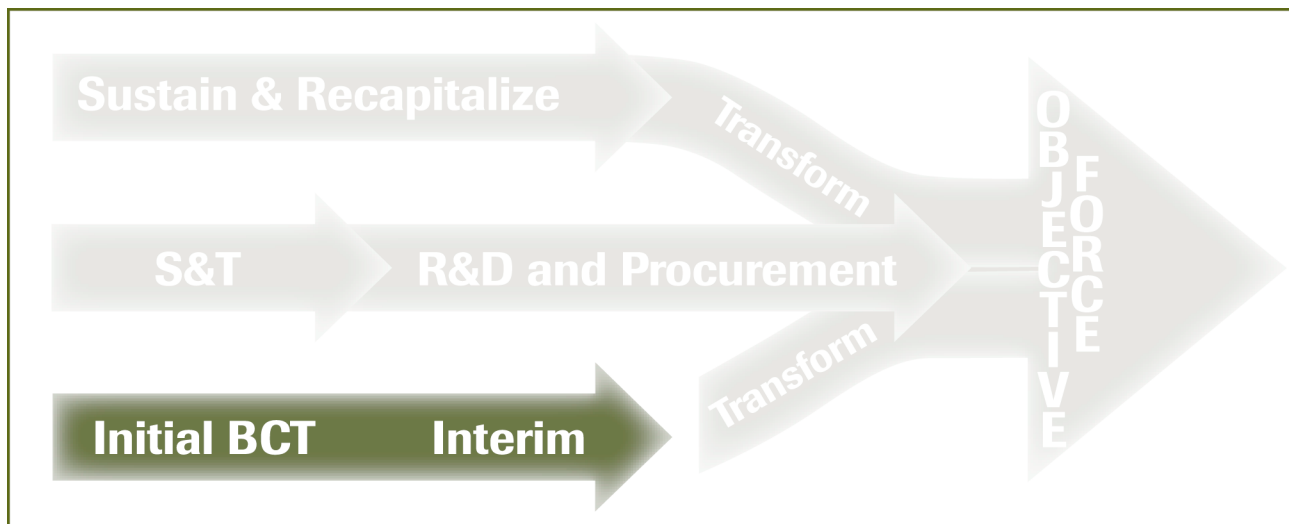 Sustain & Recapitalize
Transform
S&T
R&D and Procurement
Initial BCT
Interim
Transform
OBJECTIVE
FORCE